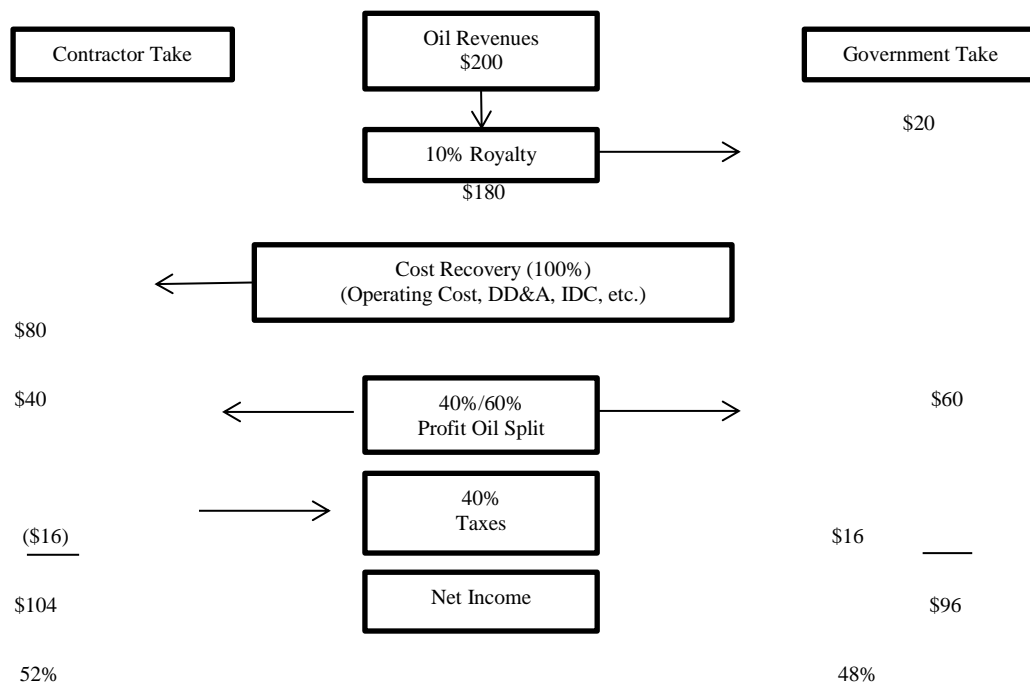 Contractor Take
Oil Revenues
$200
Government Take
$20
10% Royalty
$180
Cost Recovery (100%)
(Operating Cost, DD&A, IDC, etc.)
$80
$40
40%/60%
Profit Oil Split
$60
40%
Taxes
($16)
$16
Net Income
$104
$96
52%
48%